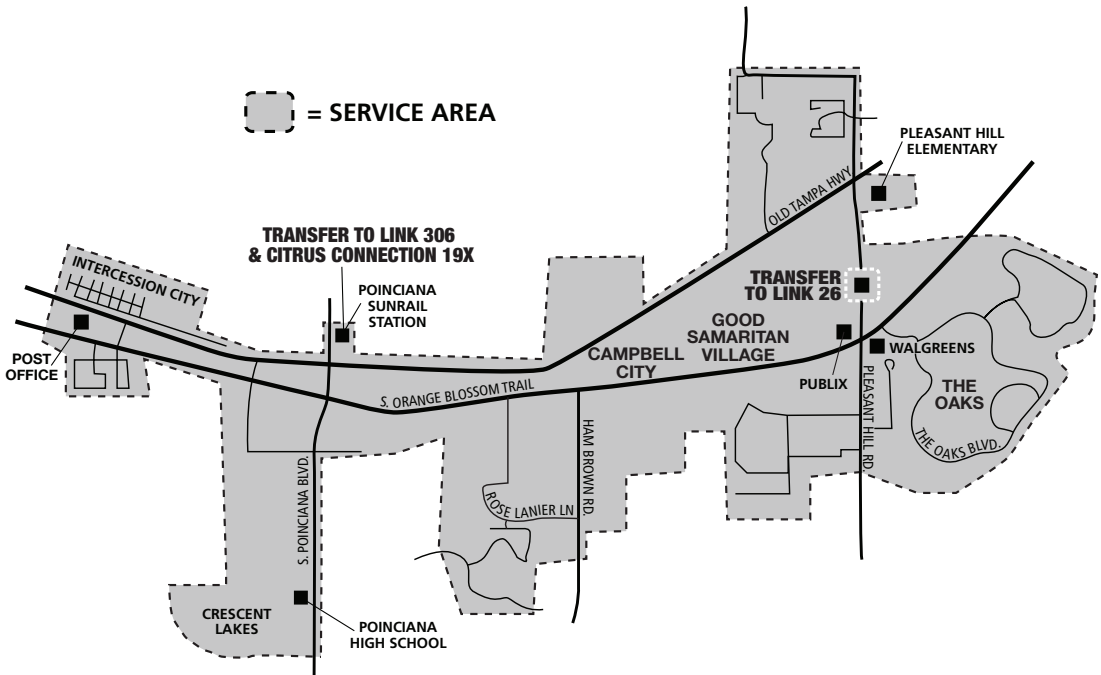 = SERVICE AREA
PLEASANT HILL
ELEMENTARY
OLD TAMPA HWY
TRANSFER TO LINK 306
& CITRUS CONNECTION 19X
INTERCESSION CITY
POINCIANA
SUNRAIL
STATION
TRANSFER
TO LINK 26
GOOD
SAMARITAN
VILLAGE
CAMPBELL
CITY
POST
OFFICE
WALGREENS
PUBLIX
S. ORANGE BLOSSOM TRAIL
PLEASANT HILL RD.
THE
OAKS
THE OAKS BLVD.
HAM BROWN RD.
S. POINCIANA BLVD.
ROSE LANIER LN
CRESCENT
LAKES
POINCIANA
HIGH SCHOOL